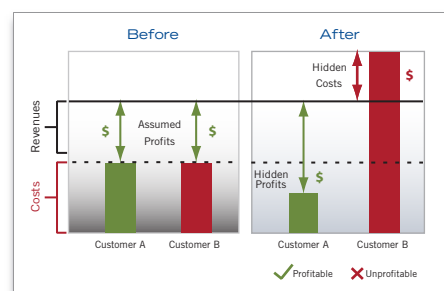 Before
After
Hidden
Costs
$
Revenues
$
Assumed
Profits
$
Hidden
Profits
$
Costs
Customer A
Customer B
Customer A
Customer B
Profitable
Unprofitable